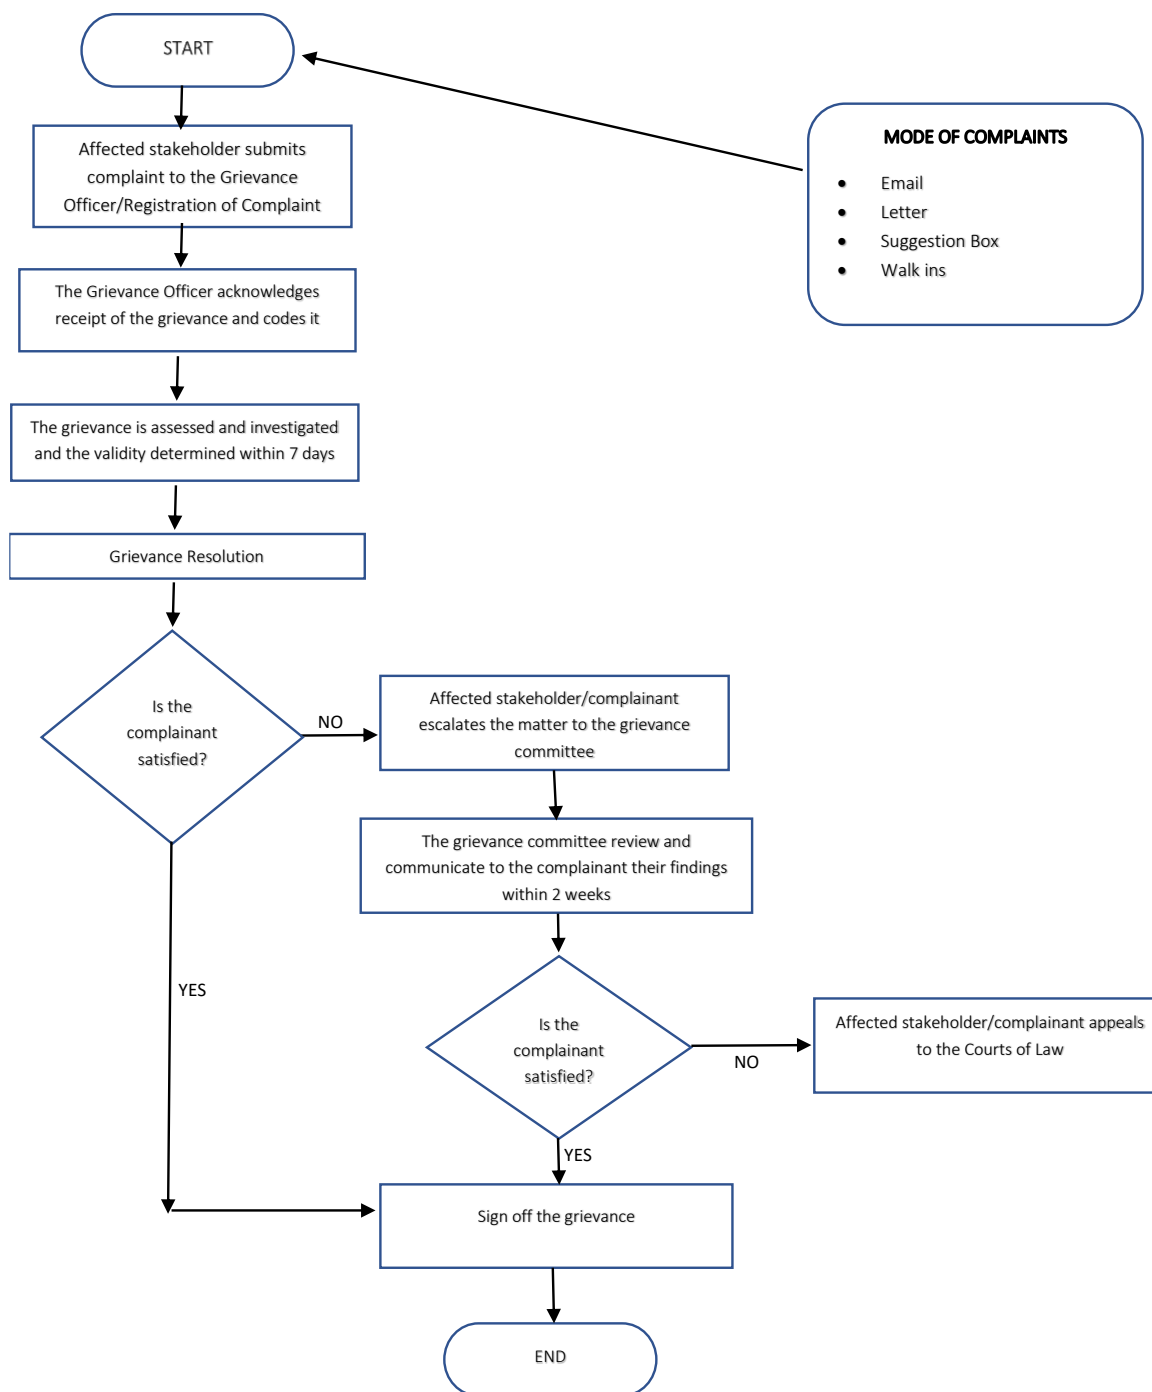 START
MODE OF COMPLAINTS
Email
Letter
Suggestion Box
Walk ins
Affected stakeholder submits
complaint to the Grievance
Officer/Registration of Complaint
The Grievance Officer acknowledges
receipt of the grievance and codes it
The grievance is assessed and investigated
and the validity determined within 7 days
Grievance Resolution
Is the
complainant
satisfied?
NO
Affected stakeholder/complainant
escalates the matter to the grievance
committee
The grievance committee review and
communicate to the complainant their findings
within 2 weeks
YES
Is the
complainant
satisfied?
NO
Affected stakeholder/complainant appeals
to the Courts of Law
YES
Sign off the grievance
END